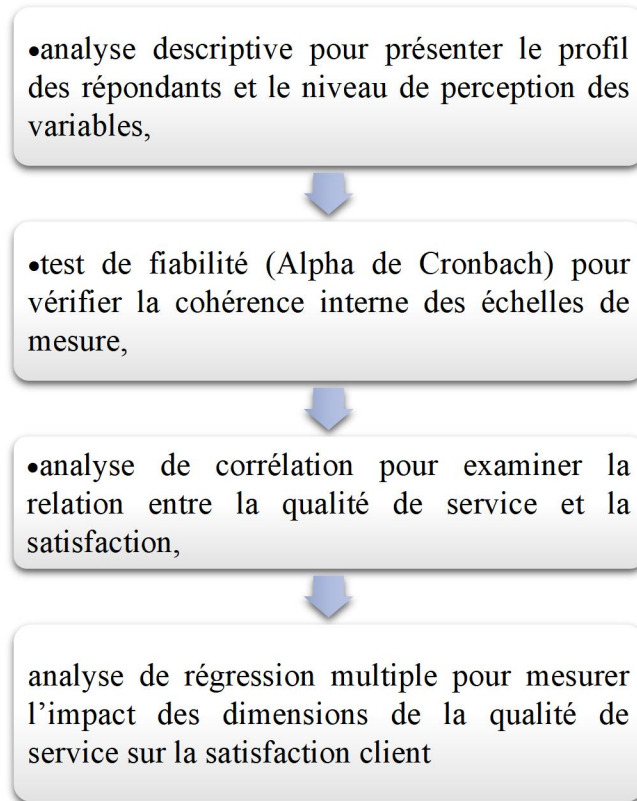 •analyse descriptive pour présenter le profil
des répondants et le niveau de perception des
variables,
•test de fiabilité (Alpha de Cronbach) pour
vérifier la cohérence interne des échelles de
mesure,
•analyse de corrélation pour examiner la
relation entre la qualité de service et la
satisfaction,
analyse de régression multiple pour mesurer
l’impact des dimensions de la qualité de
service sur la satisfaction client